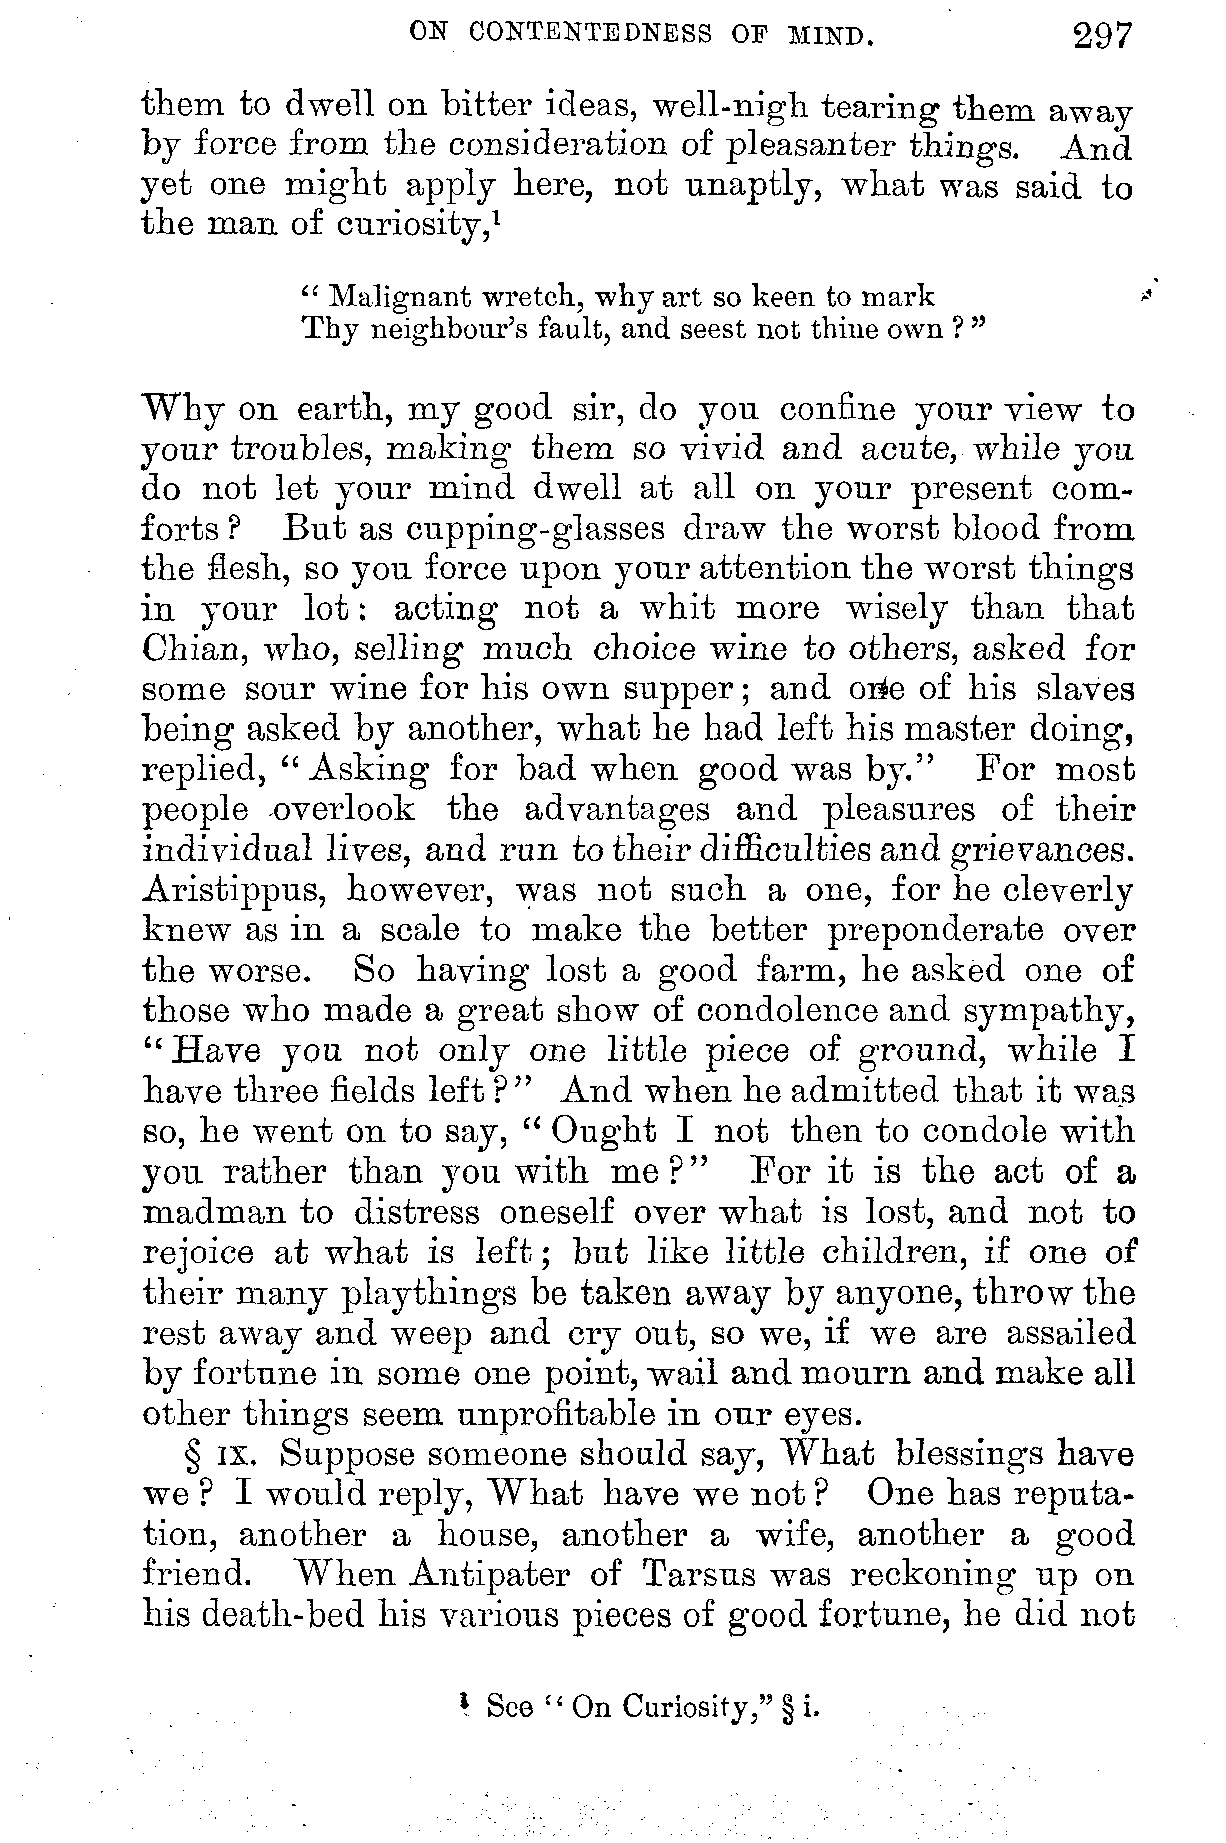 ON CONTENTEDNESS OF MIND. 297
them to dwell on bitter ideas, well-nigh tearing them away
by force from the consideration of pleasanter things. And
yet one might apply here, not unaptly, what was said to
the man of curiosity,¹
“ Malignant wretch, why art so keen to mark
Thy neighbour's fault, and seest not thine own ? ”
Why on earth, my good sir, do you confine your view to
your troubles, making them so vivid and acute, while you
do not let your mind dwell at all on your present com-
forts ? But as cupping-glasses draw the worst blood from
the flesh, so you force upon your attention the worst things
in your lot : acting not a whit more wisely than that
Chian, who, selling much choice wine to others, asked for
some sour wine for his own supper ; and one of his slaves
being asked by another, what he had left his master doing,
replied, “ Asking for bad when good was by.” For most
people overlook the advantages and pleasures of their
individual lives, and run to their difficulties and grievances.
Aristippus, however, was not such a one, for he cleverly
knew as in a scale to make the better preponderate over
the worse. So having lost a good farm, he asked one of
those who made a great show of condolence and sympathy,
“ Have you not only one little piece of ground, while I
have three fields left ? ” And when he admitted that it was
so, he went on to say, “ Ought I not then to condole with
you rather than you with me ? ” For it is the act of a
madman to distress oneself over what is lost, and not to
rejoice at what is left ; but like little children, if one of
their many playthings be taken away by anyone, throw the
rest away and weep and cry out, so we, if we are assailed
by fortune in some one point, wail and mourn and make all
other things seem unprofitable in our eyes.
§ IX. Suppose someone should say, What blessings have
we ? I would reply, What have we not ? One has reputa-
tion, another a house, another a wife, another a good
friend. When Antipater of Tarsus was reckoning up on
his death-bed his various pieces of good fortune, he did not
¹ See “ On Curiosity,” § i.